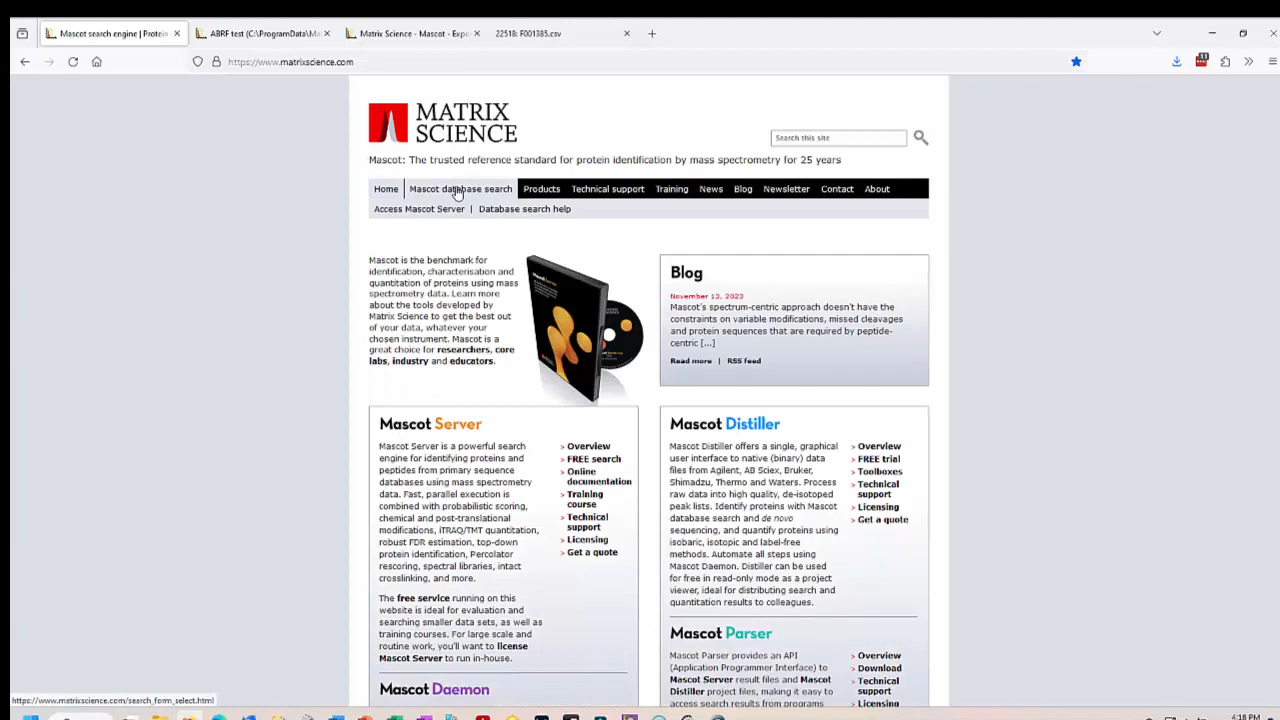 Mascot search engine | Protein
ABRF test (C:\ProgramData\Ma
Matrix Science - Mascot - Expo
22518: F001385.csv
https://www.matrixscience.com
11
MATRIX
SCIENCE
Search this site
Mascot: The trusted reference standard for protein identification by mass spectrometry for 25 years
Home
Mascot database search
Products
Technical support
Training
News
Blog
Newsletter
Contact
About
Access Mascot Server | Database search help
Mascot is the benchmark for
identification, characterisation and
quantitation of proteins using mass
spectrometry data. Learn more
about the tools developed by
Matrix Science to get the best out
of your data, whatever your
chosen instrument. Mascot is a
great choice for researchers, core
labs, industry and educators.
Mascot Server
Blog
November 13, 2023
Mascot's spectrum-centric approach doesn't have the
constraints on variable modifications, missed cleavages
and protein sequences that are required by peptide-
centric [...]
Read more | RSS feed
Mascot Server
Mascot Server is a powerful search
engine for identifying proteins and
peptides from primary sequence
databases using mass spectrometry
data. Fast, parallel execution is
combined with probabilistic scoring,
chemical and post-translational
modifications, iTRAQ/TMT quantitation,
robust FDR estimation, top-down
protein identification, Percolator
rescoring, spectral libraries, intact
crosslinking, and more.
The free service running on this
website is ideal for evaluation and
searching smaller data sets, as well as
training courses. For large scale and
routine work, you'll want to license
Mascot Server to run in-house.
> Overview
> FREE search
> Online
documentation
> Training
course
> Technical
support
> Licensing
> Get a quote
Mascot Daemon
Mascot Distiller
Mascot Distiller offers a single, graphical
user interface to native (binary) data
files from Agilent, AB Sciex, Bruker,
Shimadzu, Thermo and Waters. Process
raw data into high quality, de-isotoped
peak lists. Identify proteins with Mascot
database search and de novo
sequencing, and quantify proteins using
isobaric, isotopic and label-free
methods. Automate all steps using
Mascot Daemon. Distiller can be used
for free in read-only mode as a project
viewer, ideal for distributing search and
quantitation results to colleagues.
> Overview
> FREE trial
> Toolboxes
> Technical
support
> Licensing
> Get a quote
Mascot Parser
Mascot Parser provides an API
(Application Programmer Interface) to
Mascot Server result files and Mascot
Distiller project files, making it easy to
access search results from programs
> Overview
> Download
> Technical
support
> Licensing
https://www.matrixscience.com/search_form_select.html
4:18 PM